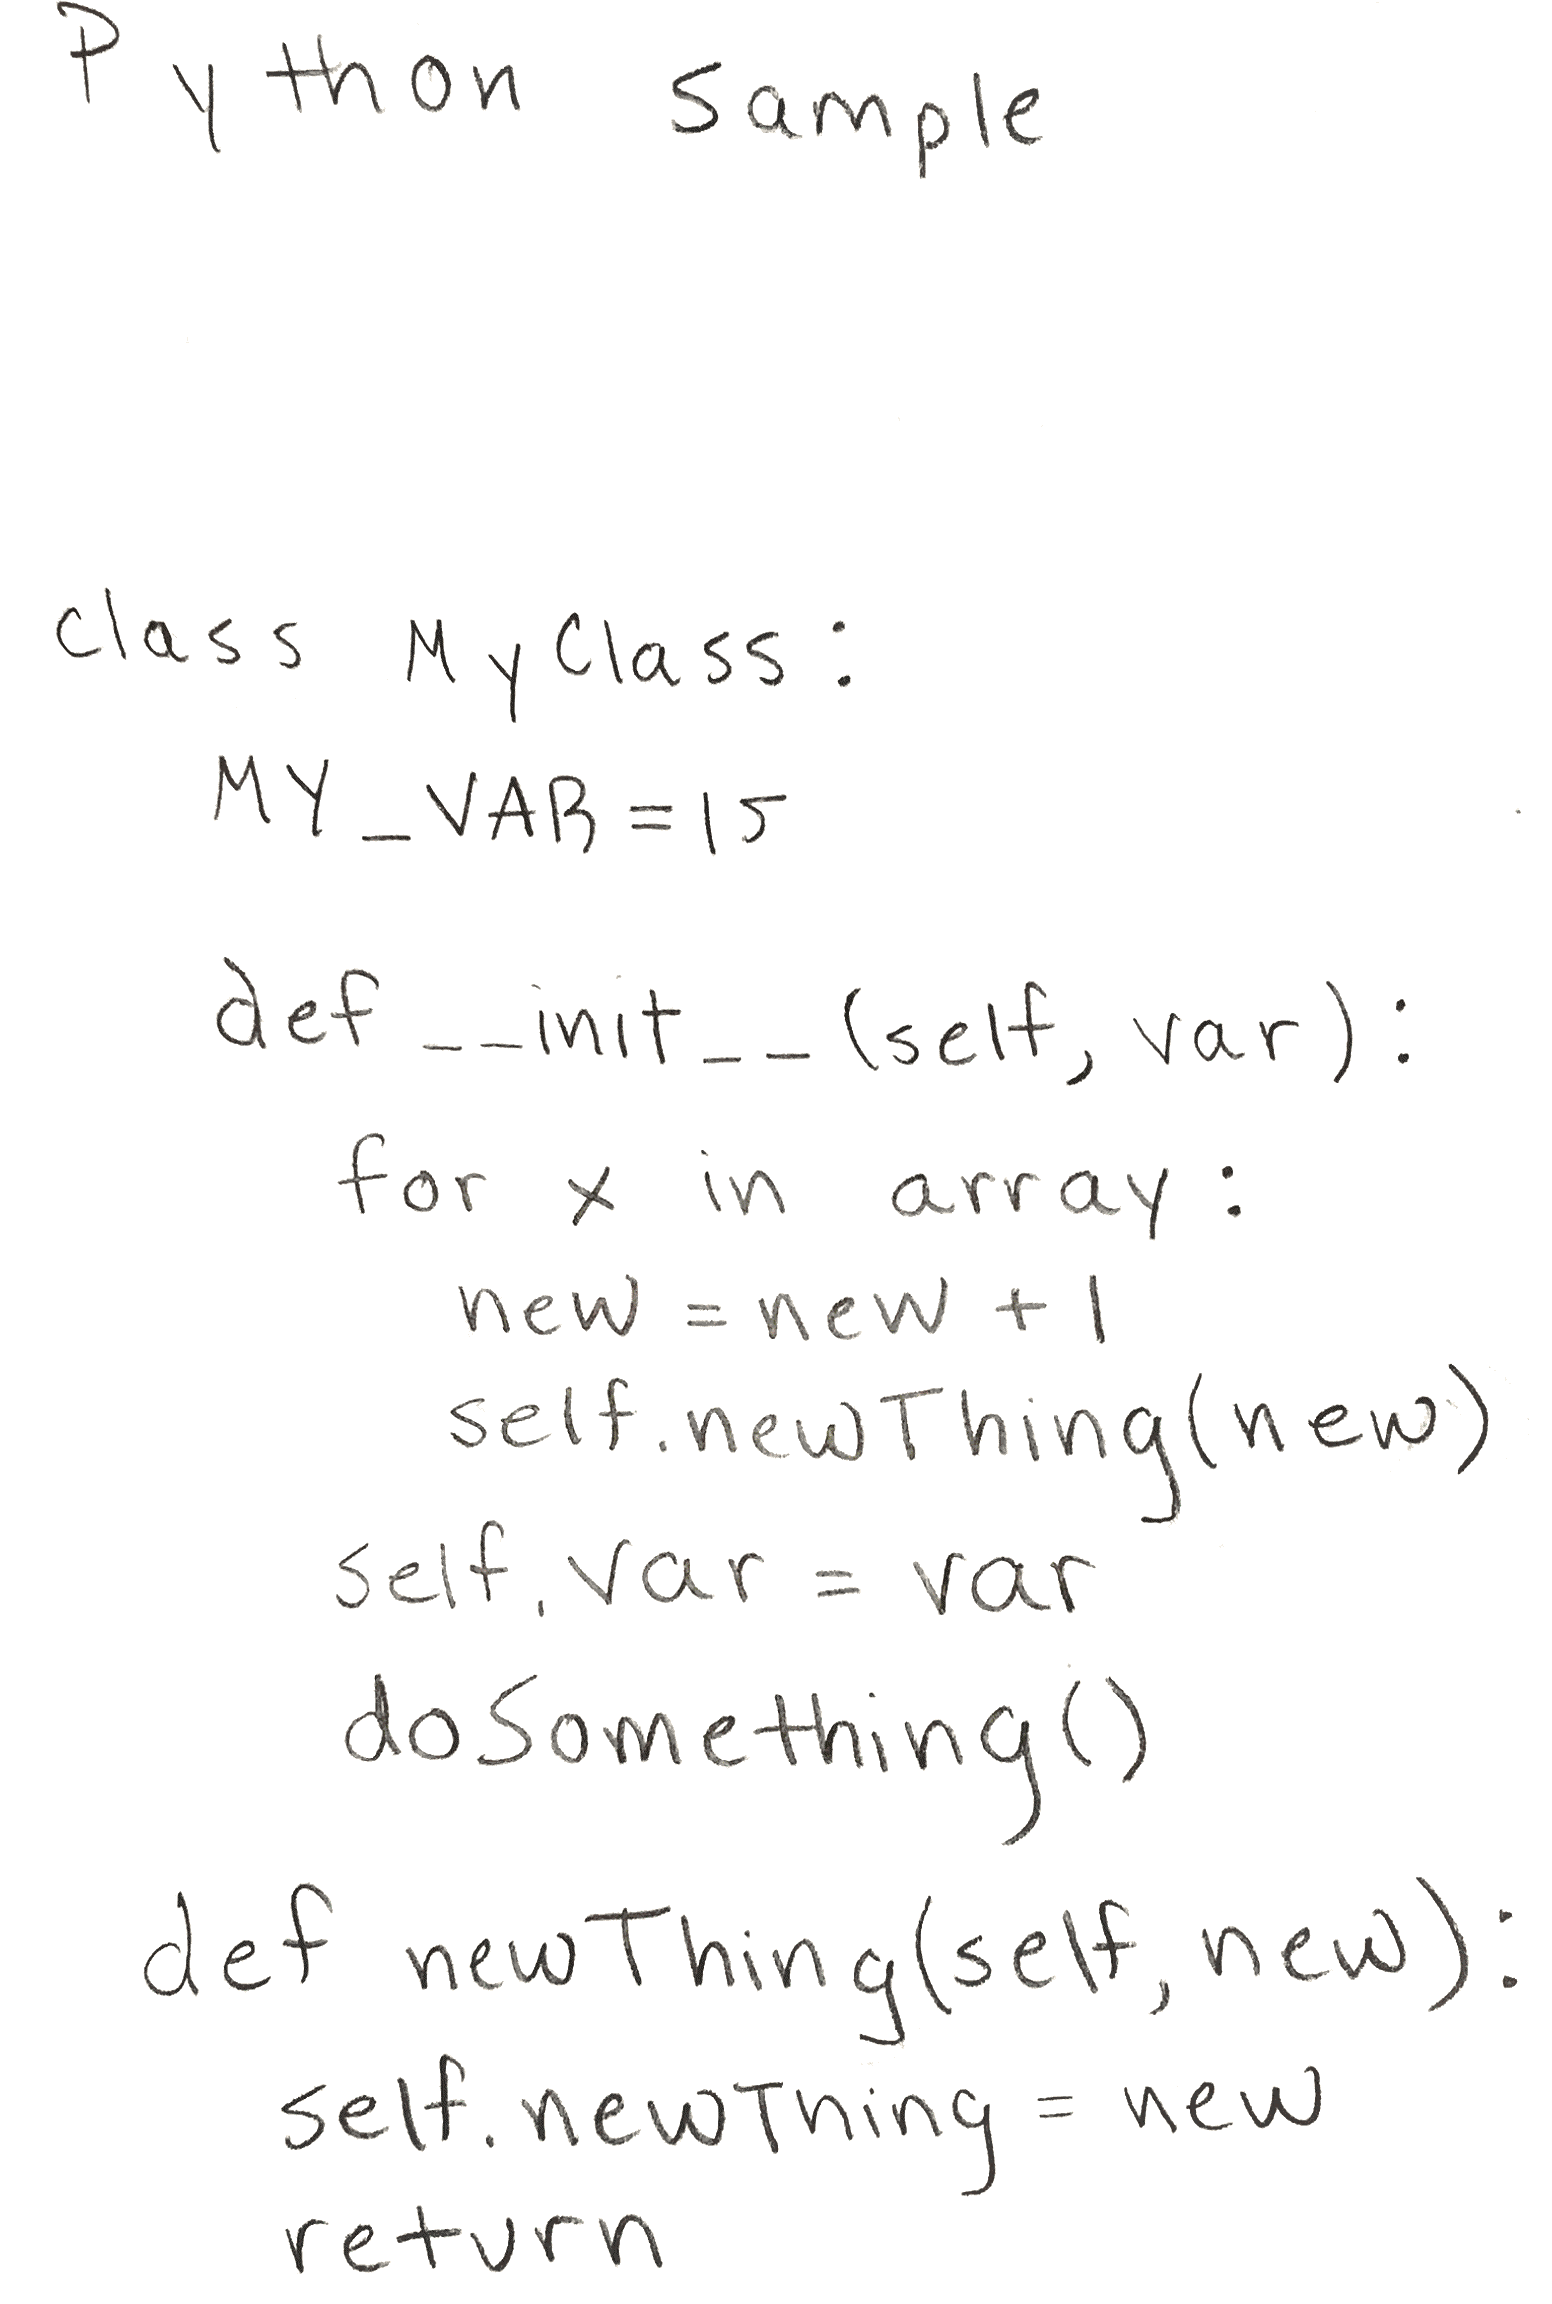 Python Sample
class MyClass:
MY_VAR=15
def __init__(self, var):
for x in array:
new = new + 1
self.newThing(new)
self.var = var
doSomething()
def newThing(self, new):
self.newThing = new
return